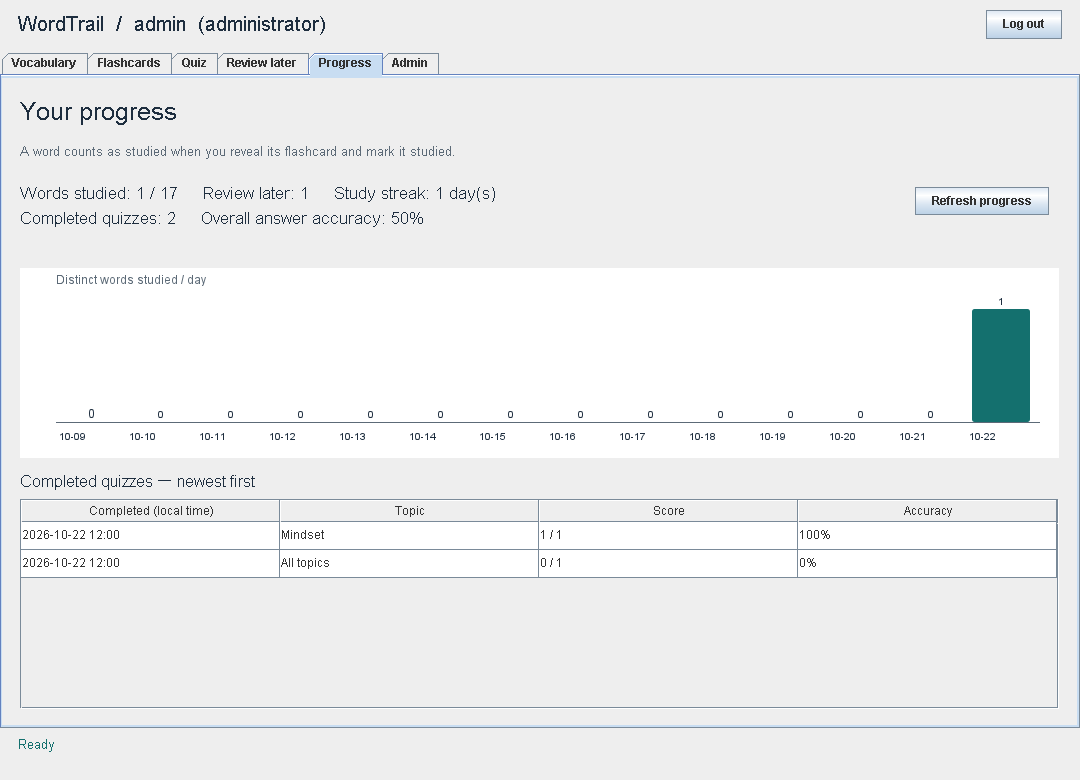 WordTrail / admin (administrator)
Log out
Vocabulary Flashcards Quiz Review later Progress Admin
Your progress
A word counts as studied when you reveal its flashcard and mark it studied.
Words studied: 1 / 17 Review later: 1 Study streak: 1 day(s)
Completed quizzes: 2 Overall answer accuracy: 50%
Refresh progress
Distinct words studied / day
0 0 0 0 0 0 0 0 0 0 0 0 0 1
10-09 10-10 10-11 10-12 10-13 10-14 10-15 10-16 10-17 10-18 10-19 10-20 10-21 10-22
Completed quizzes — newest first
Completed (local time) Topic Score Accuracy
2026-10-22 12:00 Mindset 1 / 1 100%
2026-10-22 12:00 All topics 0 / 1 0%
Ready